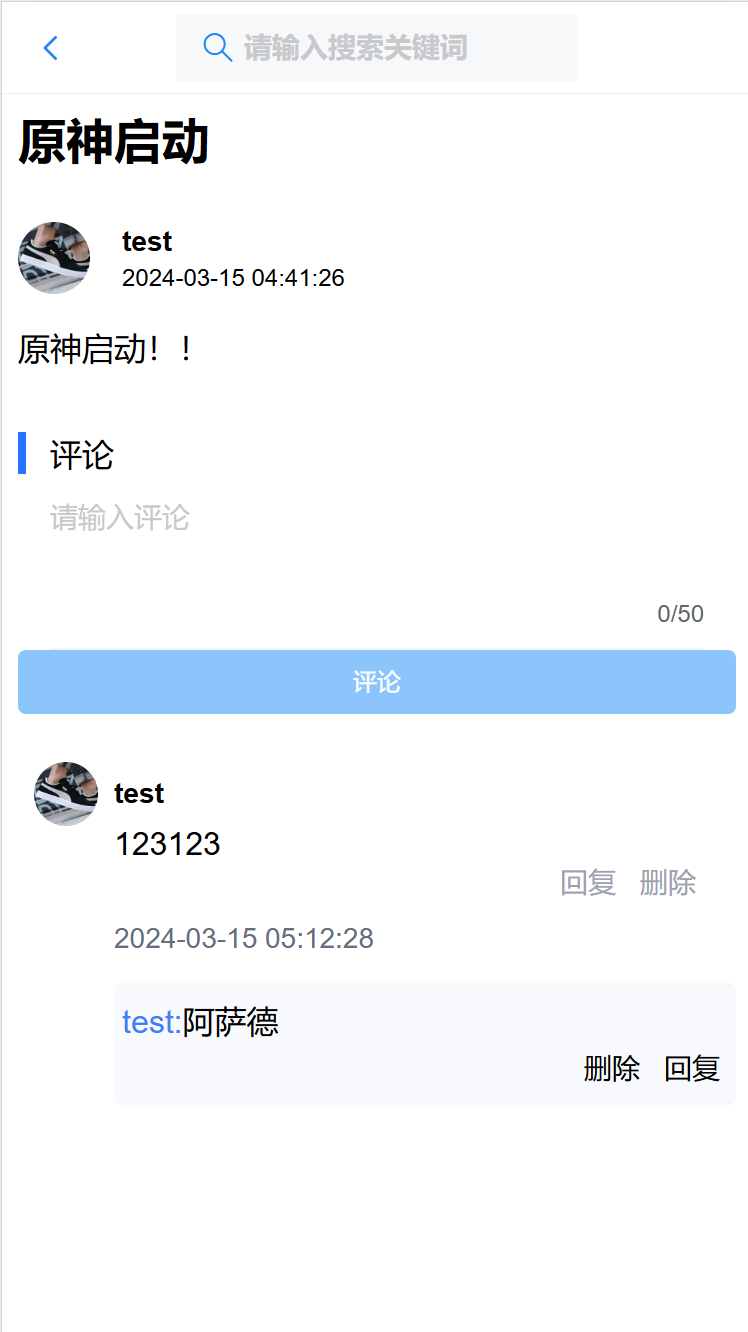 请输入搜索关键词
原神启动
test
2024-03-15 04:41:26
原神启动！！
评论
请输入评论
0/50
评论
test
123123
回复 删除
2024-03-15 05:12:28
test:阿萨德
删除 回复